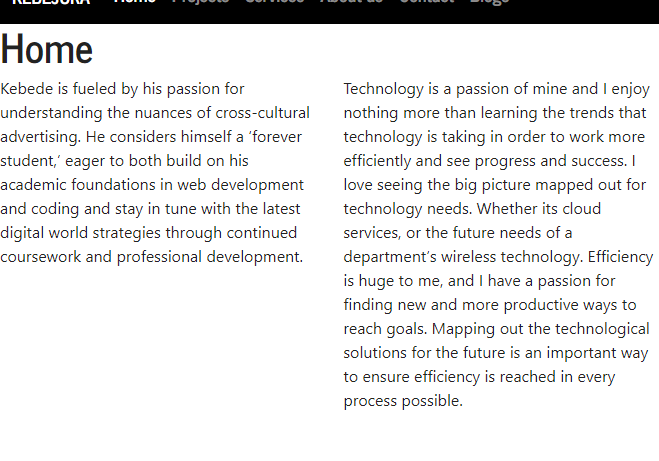 KEBEJURA Home Projects Services About us Contact Blogs
Home
Kebede is fueled by his passion for
understanding the nuances of cross-cultural
advertising. He considers himself a ‘forever
student,’ eager to both build on his
academic foundations in web development
and coding and stay in tune with the latest
digital world strategies through continued
coursework and professional development.
Technology is a passion of mine and I enjoy
nothing more than learning the trends that
technology is taking in order to work more
efficiently and see progress and success. I
love seeing the big picture mapped out for
technology needs. Whether its cloud
services, or the future needs of a
department’s wireless technology. Efficiency
is huge to me, and I have a passion for
finding new and more productive ways to
reach goals. Mapping out the technological
solutions for the future is an important way
to ensure efficiency is reached in every
process possible.